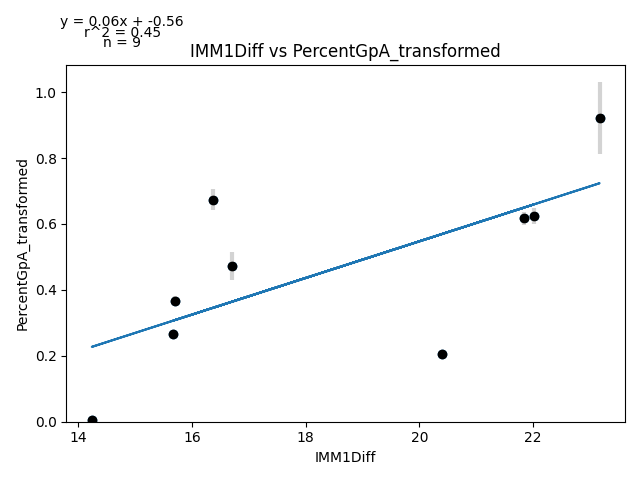 y = 0.06x + -0.56
r^2 = 0.45
n = 9
IMM1Diff vs PercentGpA_transformed
PercentGpA_transformed
1.0
0.8
0.6
0.4
0.2
0.0
14 16 18 20 22
IMM1Diff